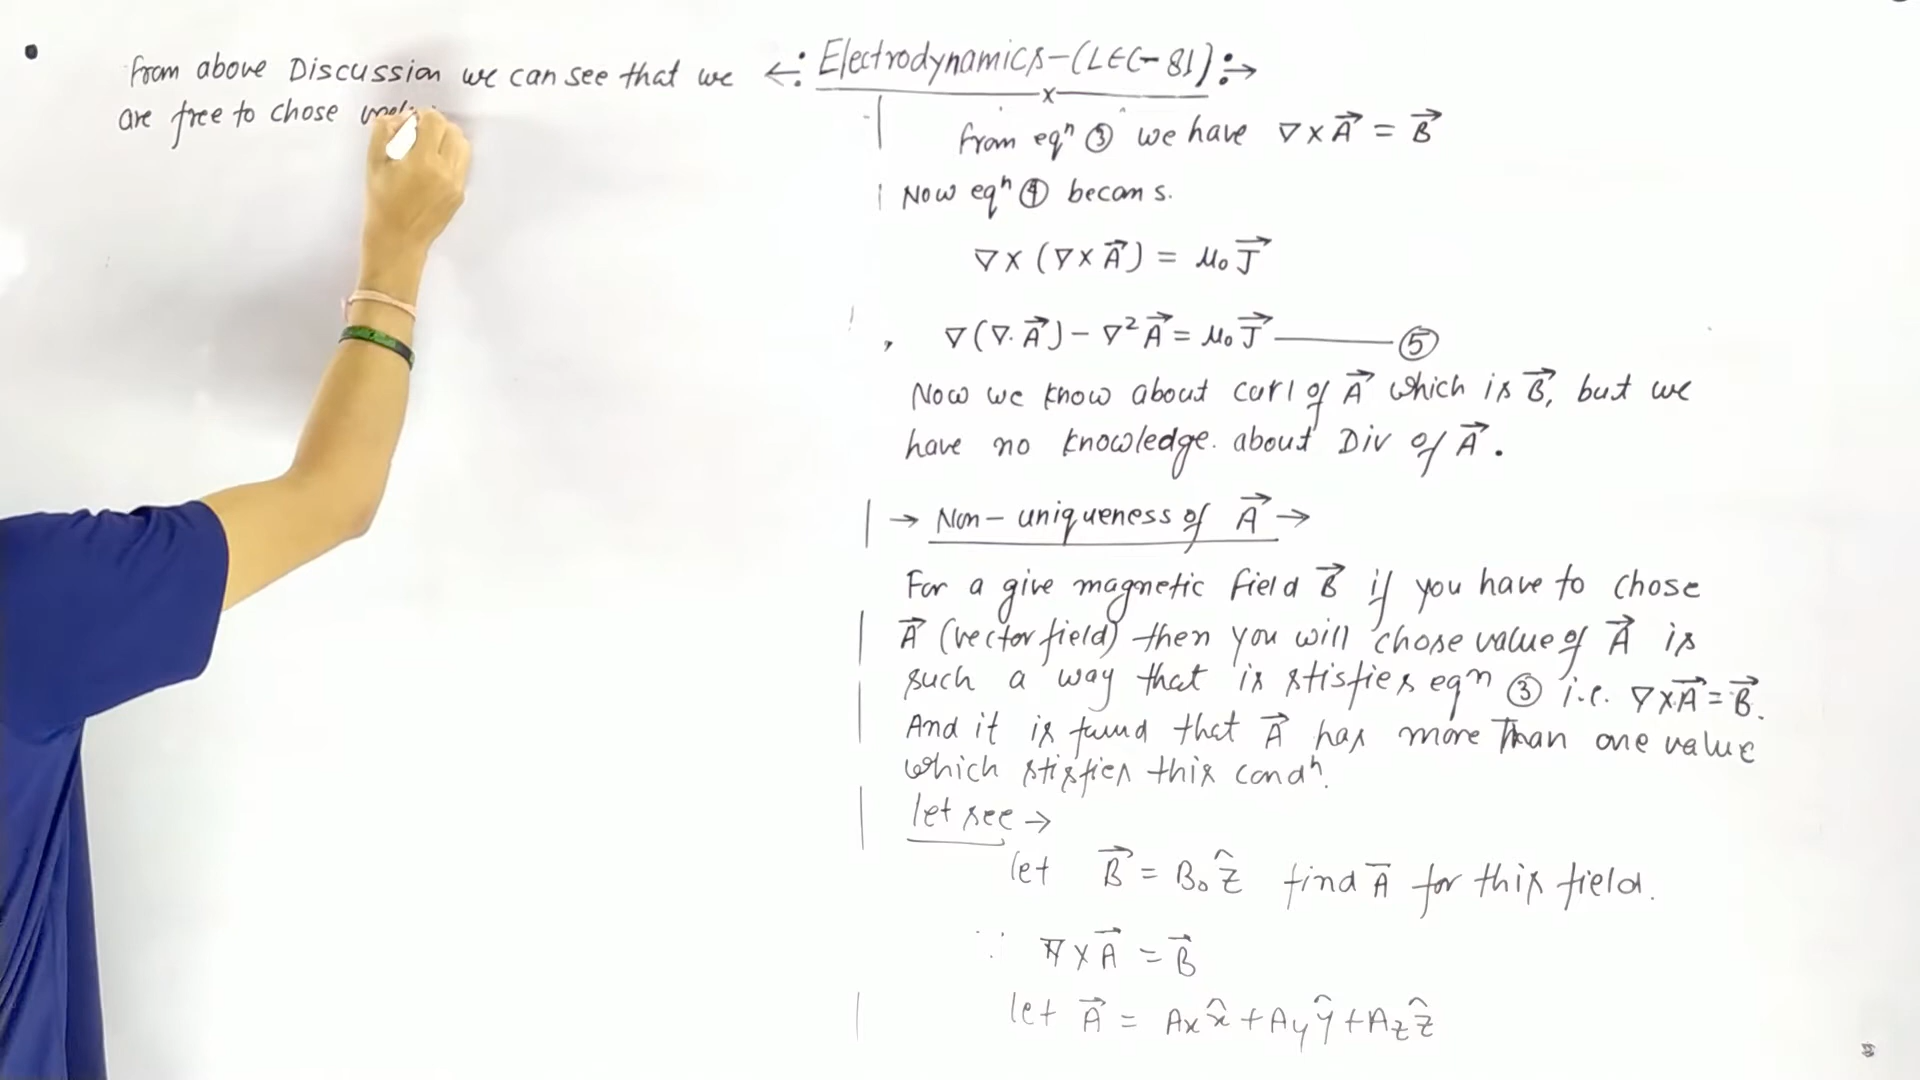 from above Discussion we can see that we
are free to chose
Electrodynamics-(LEC-81)
x
from eqⁿ ③ we have ∇×A⃗ = B⃗
Now eqʰ ④ becom s.
∇×(∇×A⃗) = μ₀J⃗
∇(∇.A⃗)-∇²A⃗ = μ₀J⃗ —— ⑤
Now we know about curl of A⃗ which is B⃗, but we
have no knowledge. about Div of A⃗.
→ Non-uniqueness of A⃗ →
For a give magnetic field B⃗ if you have to chose
A⃗ (vector field) then you will chose value of A⃗ is
such a way that is stisfies eqⁿ ③ i.e. ∇×A⃗ = B⃗.
And it is fuund that A⃗ has more Than one value
which stisfies this condʰ.
let see →
let B⃗ = B₀ẑ find A̅ for this field.
∵ ∇×A⃗ = B⃗
let A⃗ = Axx̂+Ayŷ+Azẑ